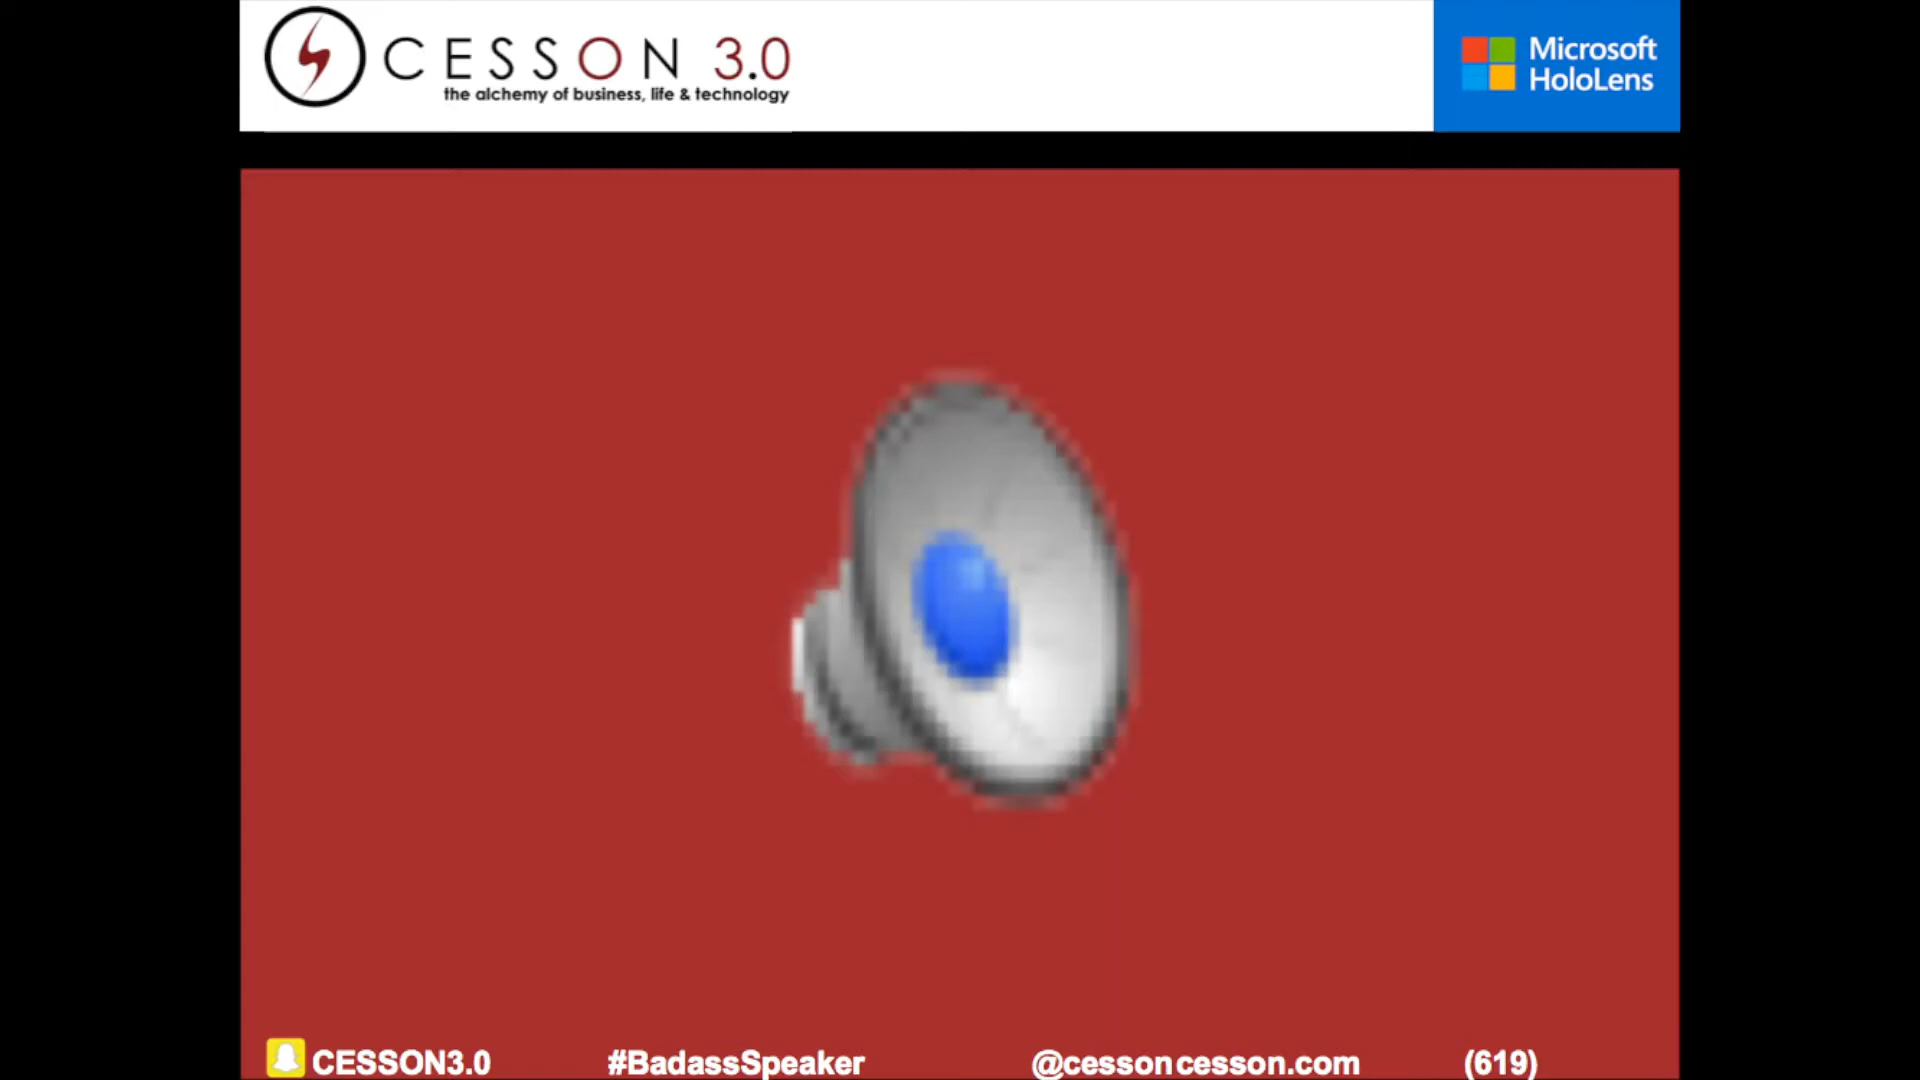 CESSON 3.0
the alchemy of business, life & technology
Microsoft
HoloLens
CESSON3.0
#BadassSpeaker
@cessoncesson.com
(619)